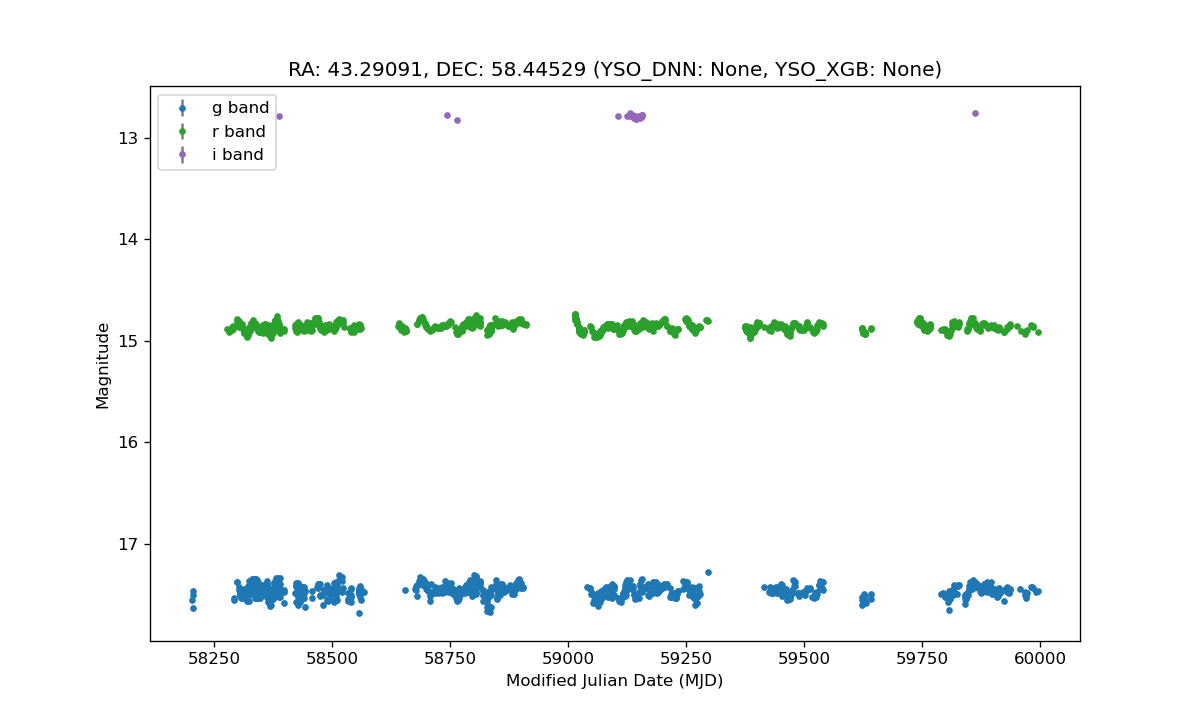 RA: 43.29091, DEC: 58.44529 (YSO_DNN: None, YSO_XGB: None)
g band
r band
i band
13
14
15
16
17
Magnitude
58250 58500 58750 59000 59250 59500 59750 60000
Modified Julian Date (MJD)